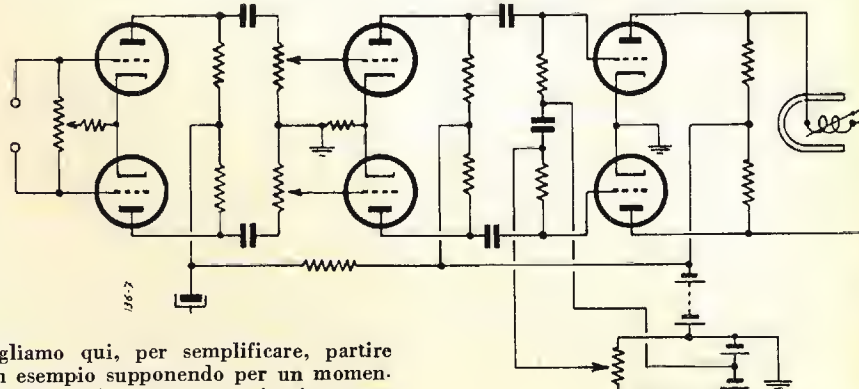 136-7
gliamo qui, per semplificare, partire
n esempio supponendo per un momen-